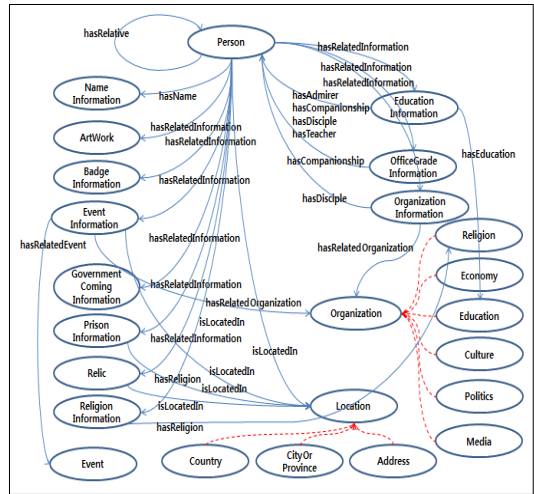 hasRelative
Person
hasRelatedInformation
hasRelatedInformation
hasRelatedInformation
Name
Information
hasName
hasAdmirer
hasCompanionship
hasDisciple
hasTeacher
Education
Information
ArtWork
hasRelatedInformation
hasRelatedInformation
hasEducation
Badge
Information
hasRelatedInformation
hasCompanionship
OfficeGrade
Information
hasDisciple
Organization
Information
Event
Information
hasRelatedEvent
hasRelatedInformation
hasRelatedOrganization
Religion
Government
Coming
Information
hasRelatedInformation
Economy
hasRelatedOrganization
Organization
Education
Prison
Information
isLocatedIn
hasRelatedInformation
isLocatedIn
Culture
Relic
hasReligion
isLocatedIn
isLocatedIn
Politics
Religion
Information
isLocatedIn
hasReligion
Location
Media
Event
Country
CityOr
Province
Address